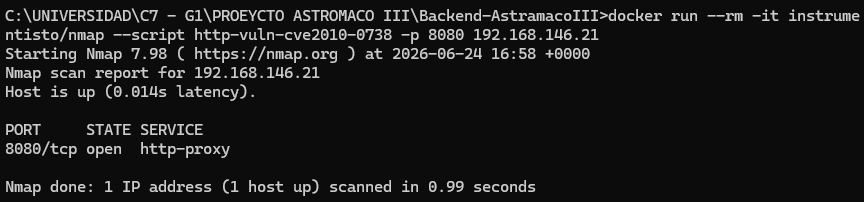 C:\UNIVERSIDAD\C7 - G1\PROEYCTO ASTROMACO III\Backend-AstramacoIII>docker run --rm -it instrume
ntisto/nmap --script http-vuln-cve2010-0738 -p 8080 192.168.146.21
Starting Nmap 7.98 ( https://nmap.org ) at 2026-06-24 16:58 +0000
Nmap scan report for 192.168.146.21
Host is up (0.014s latency).
PORT     STATE SERVICE
8080/tcp open  http-proxy
Nmap done: 1 IP address (1 host up) scanned in 0.99 seconds